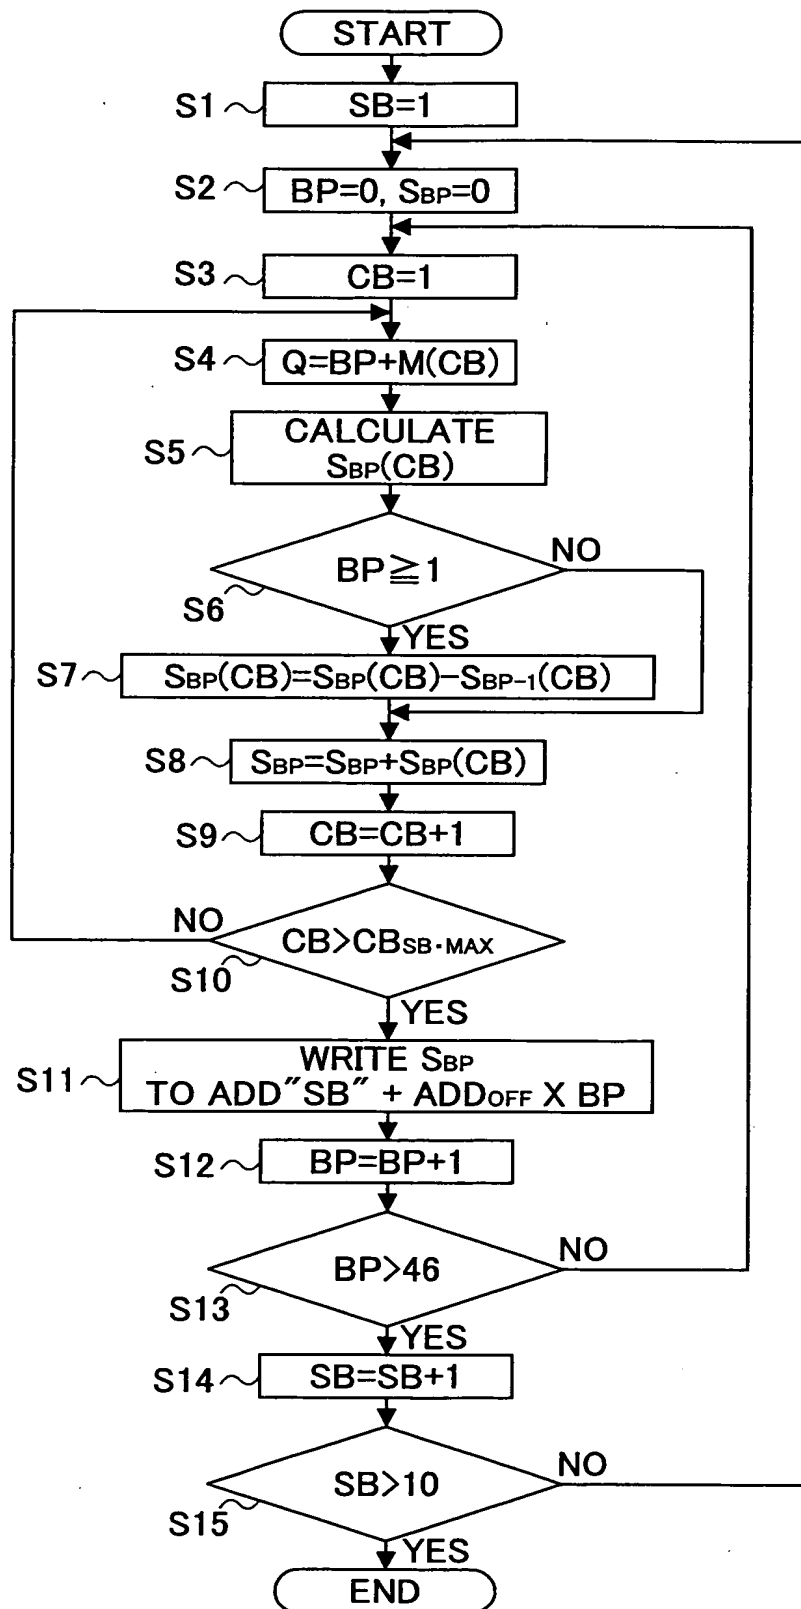 START
S1
SB=1
S2
BP=0, SBP=0
S3
CB=1
S4
Q=BP+M(CB)
S5
CALCULATE
SBP(CB)
S6
BP≧1
NO
YES
S7
SBP(CB)=SBP(CB)-SBP-1(CB)
S8
SBP=SBP+SBP(CB)
S9
CB=CB+1
NO
S10
CB>CBSB·MAX
YES
S11
WRITE SBP
TO ADD"SB" + ADDOFF X BP
S12
BP=BP+1
S13
BP>46
NO
YES
S14
SB=SB+1
S15
SB>10
NO
YES
END